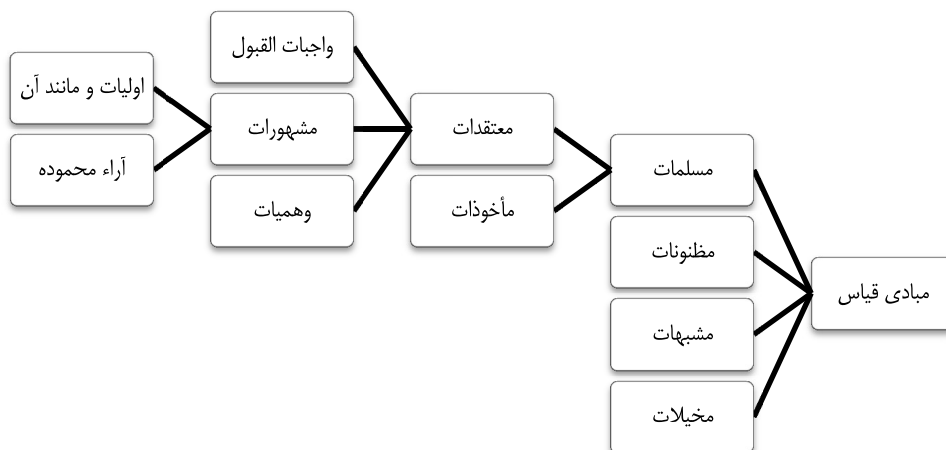 مبادی قیاس
مسلمات
مظنونات
مشبهات
مخیلات
معتقدات
مأخوذات
واجبات القبول
مشهورات
وهمیات
اولیات و مانند آن
آراء محموده